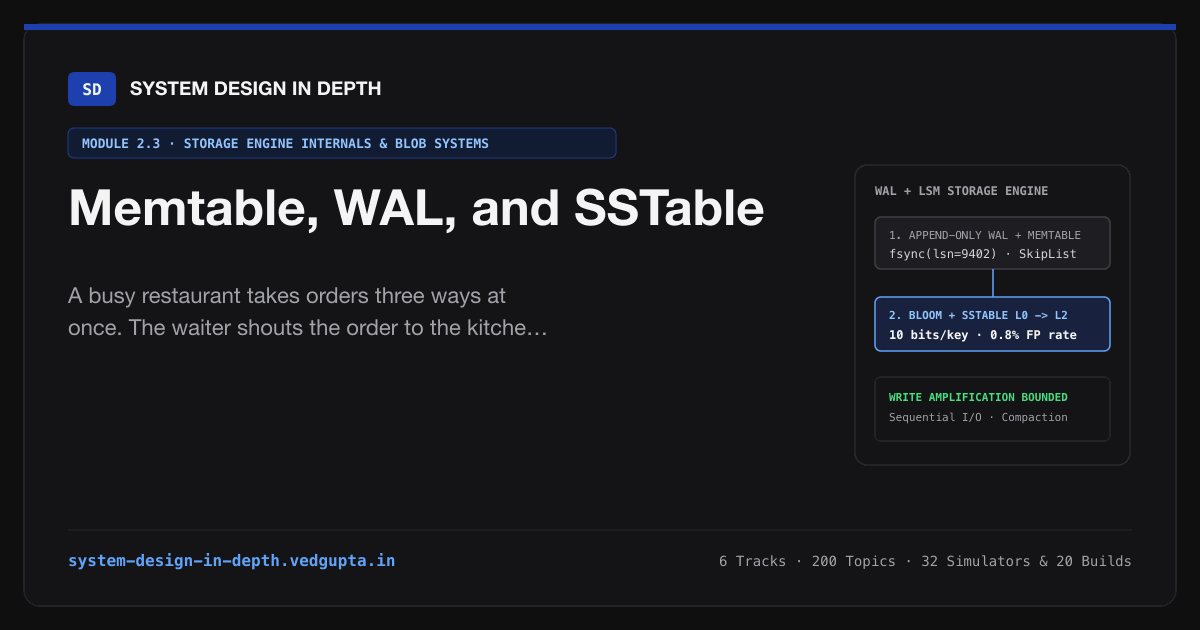 SD
SYSTEM DESIGN IN DEPTH
MODULE 2.3 · STORAGE ENGINE INTERNALS & BLOB SYSTEMS
Memtable, WAL, and SSTable
A busy restaurant takes orders three ways at
once. The waiter shouts the order to the kitche…
WAL + LSM STORAGE ENGINE
1. APPEND-ONLY WAL + MEMTABLE
fsync(lsn=9402) · SkipList
2. BLOOM + SSTABLE L0 -> L2
10 bits/key · 0.8% FP rate
WRITE AMPLIFICATION BOUNDED
Sequential I/O · Compaction
system-design-in-depth.vedgupta.in
6 Tracks · 200 Topics · 32 Simulators & 20 Builds